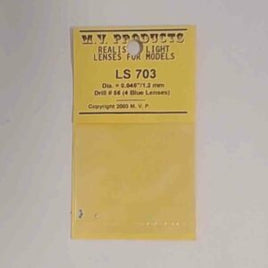 M.V. PRODUCTS
REALISTIC LIGHT
LENSES FOR MODELS
LS 703
Dia. = 0.046"/1.2 mm
Drill # 56 (4 Blue Lenses)
Copyright 2003 M. V. P.